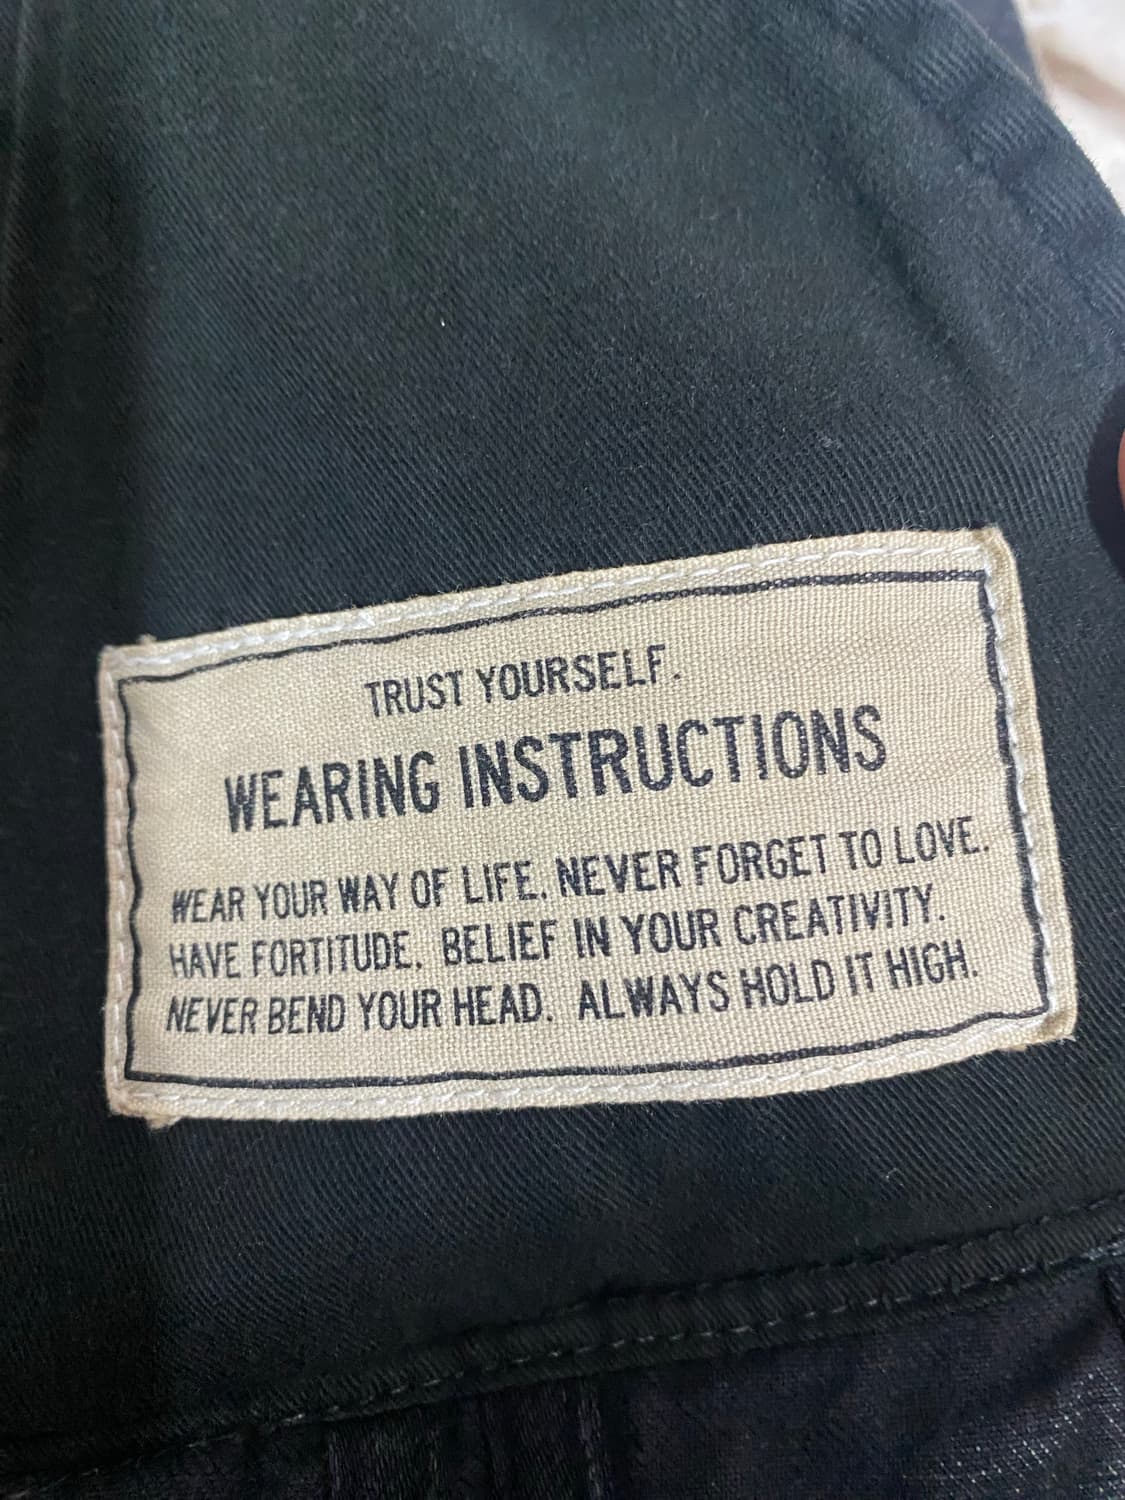 TRUST YOURSELF.
WEARING INSTRUCTIONS
WEAR YOUR WAY OF LIFE. NEVER FORGET TO LOVE.
HAVE FORTITUDE. BELIEF IN YOUR CREATIVITY.
NEVER BEND YOUR HEAD. ALWAYS HOLD IT HIGH.